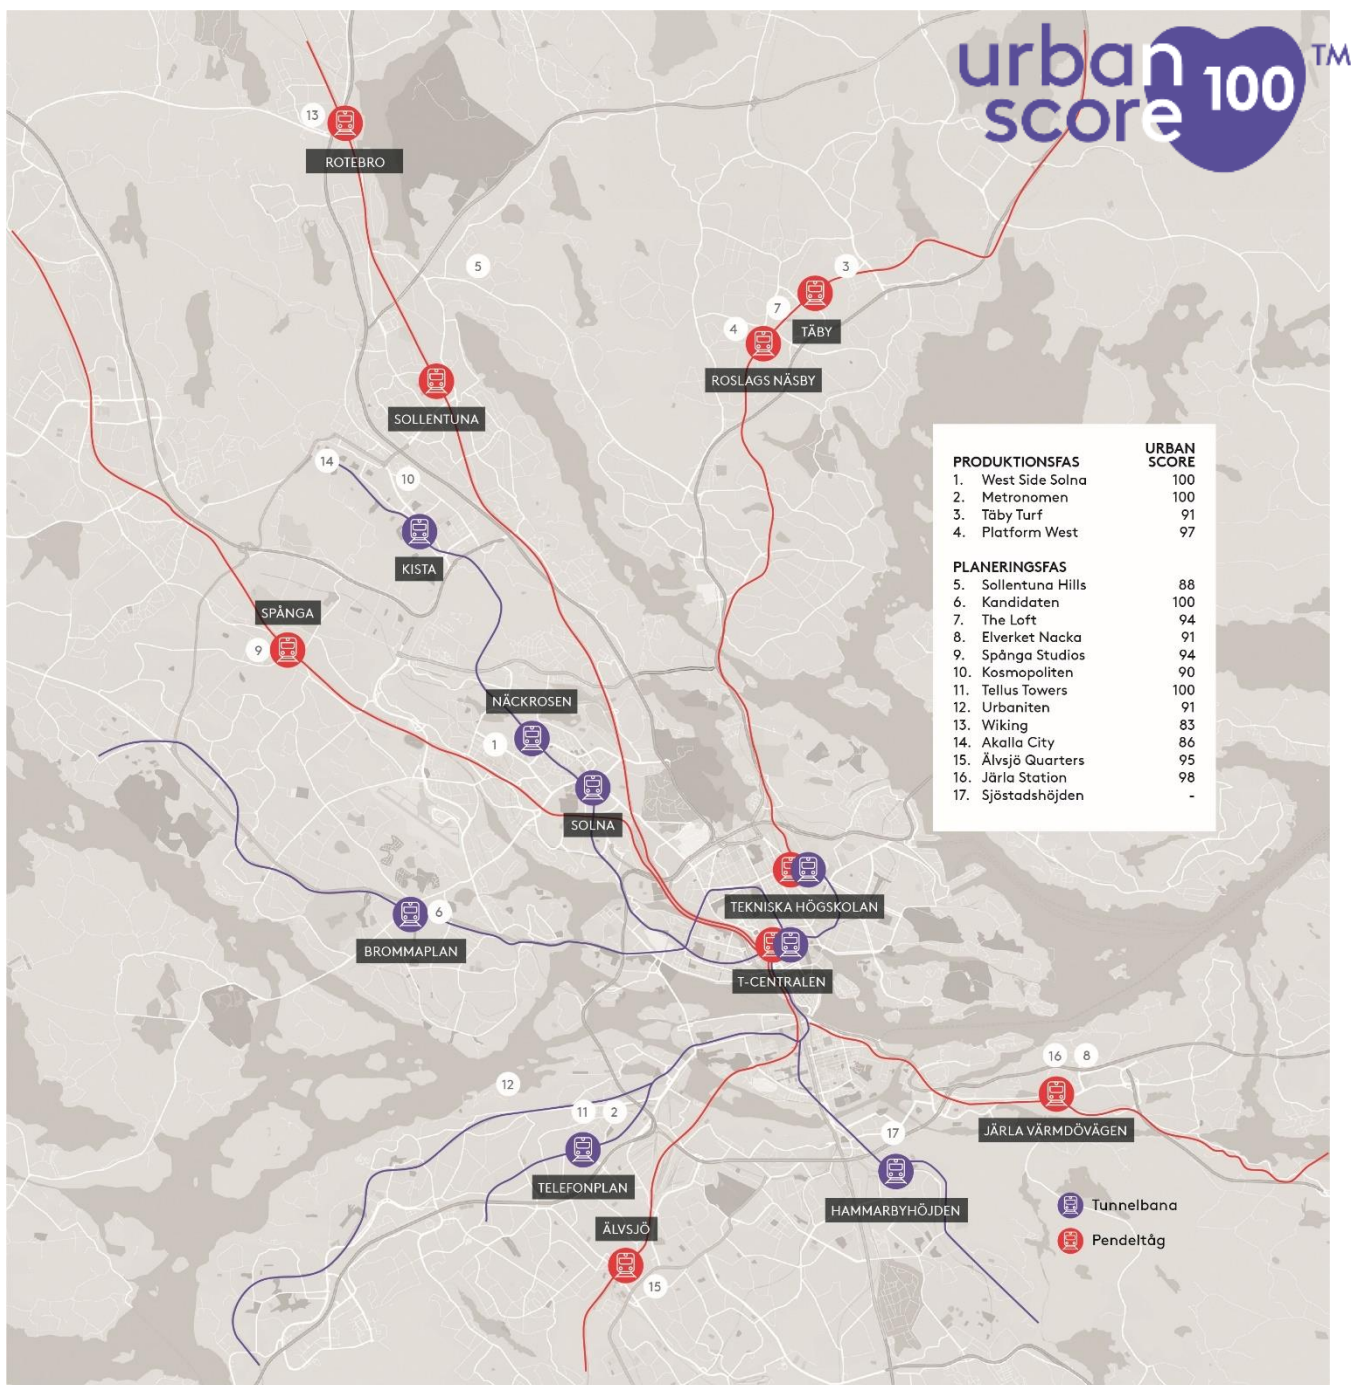 urban
score
100
TM
13
ROTEBRO
5
3
7
TÄBY
4
ROSLAGS NÄSBY
SOLLENTUNA
14
10
KISTA
SPÅNGA
9
NÄCKROSEN
1
SOLNA
TEKNISKA HÖGSKOLAN
6
BROMMAPLAN
T-CENTRALEN
16
8
12
11
2
JÄRLA VÄRMDÖVÄGEN
17
TELEFONPLAN
HAMMARBYHÖJDEN
ÄLVSJÖ
15
URBAN
PRODUKTIONSFAS SCORE
1. West Side Solna 100
2. Metronomen 100
3. Täby Turf 91
4. Platform West 97
PLANERINGSFAS
5. Sollentuna Hills 88
6. Kandidaten 100
7. The Loft 94
8. Elverket Nacka 91
9. Spånga Studios 94
10. Kosmopoliten 90
11. Tellus Towers 100
12. Urbaniten 91
13. Wiking 83
14. Akalla City 86
15. Älvsjö Quarters 95
16. Järla Station 98
17. Sjöstadshöjden -
Tunnelbana
Pendeltåg